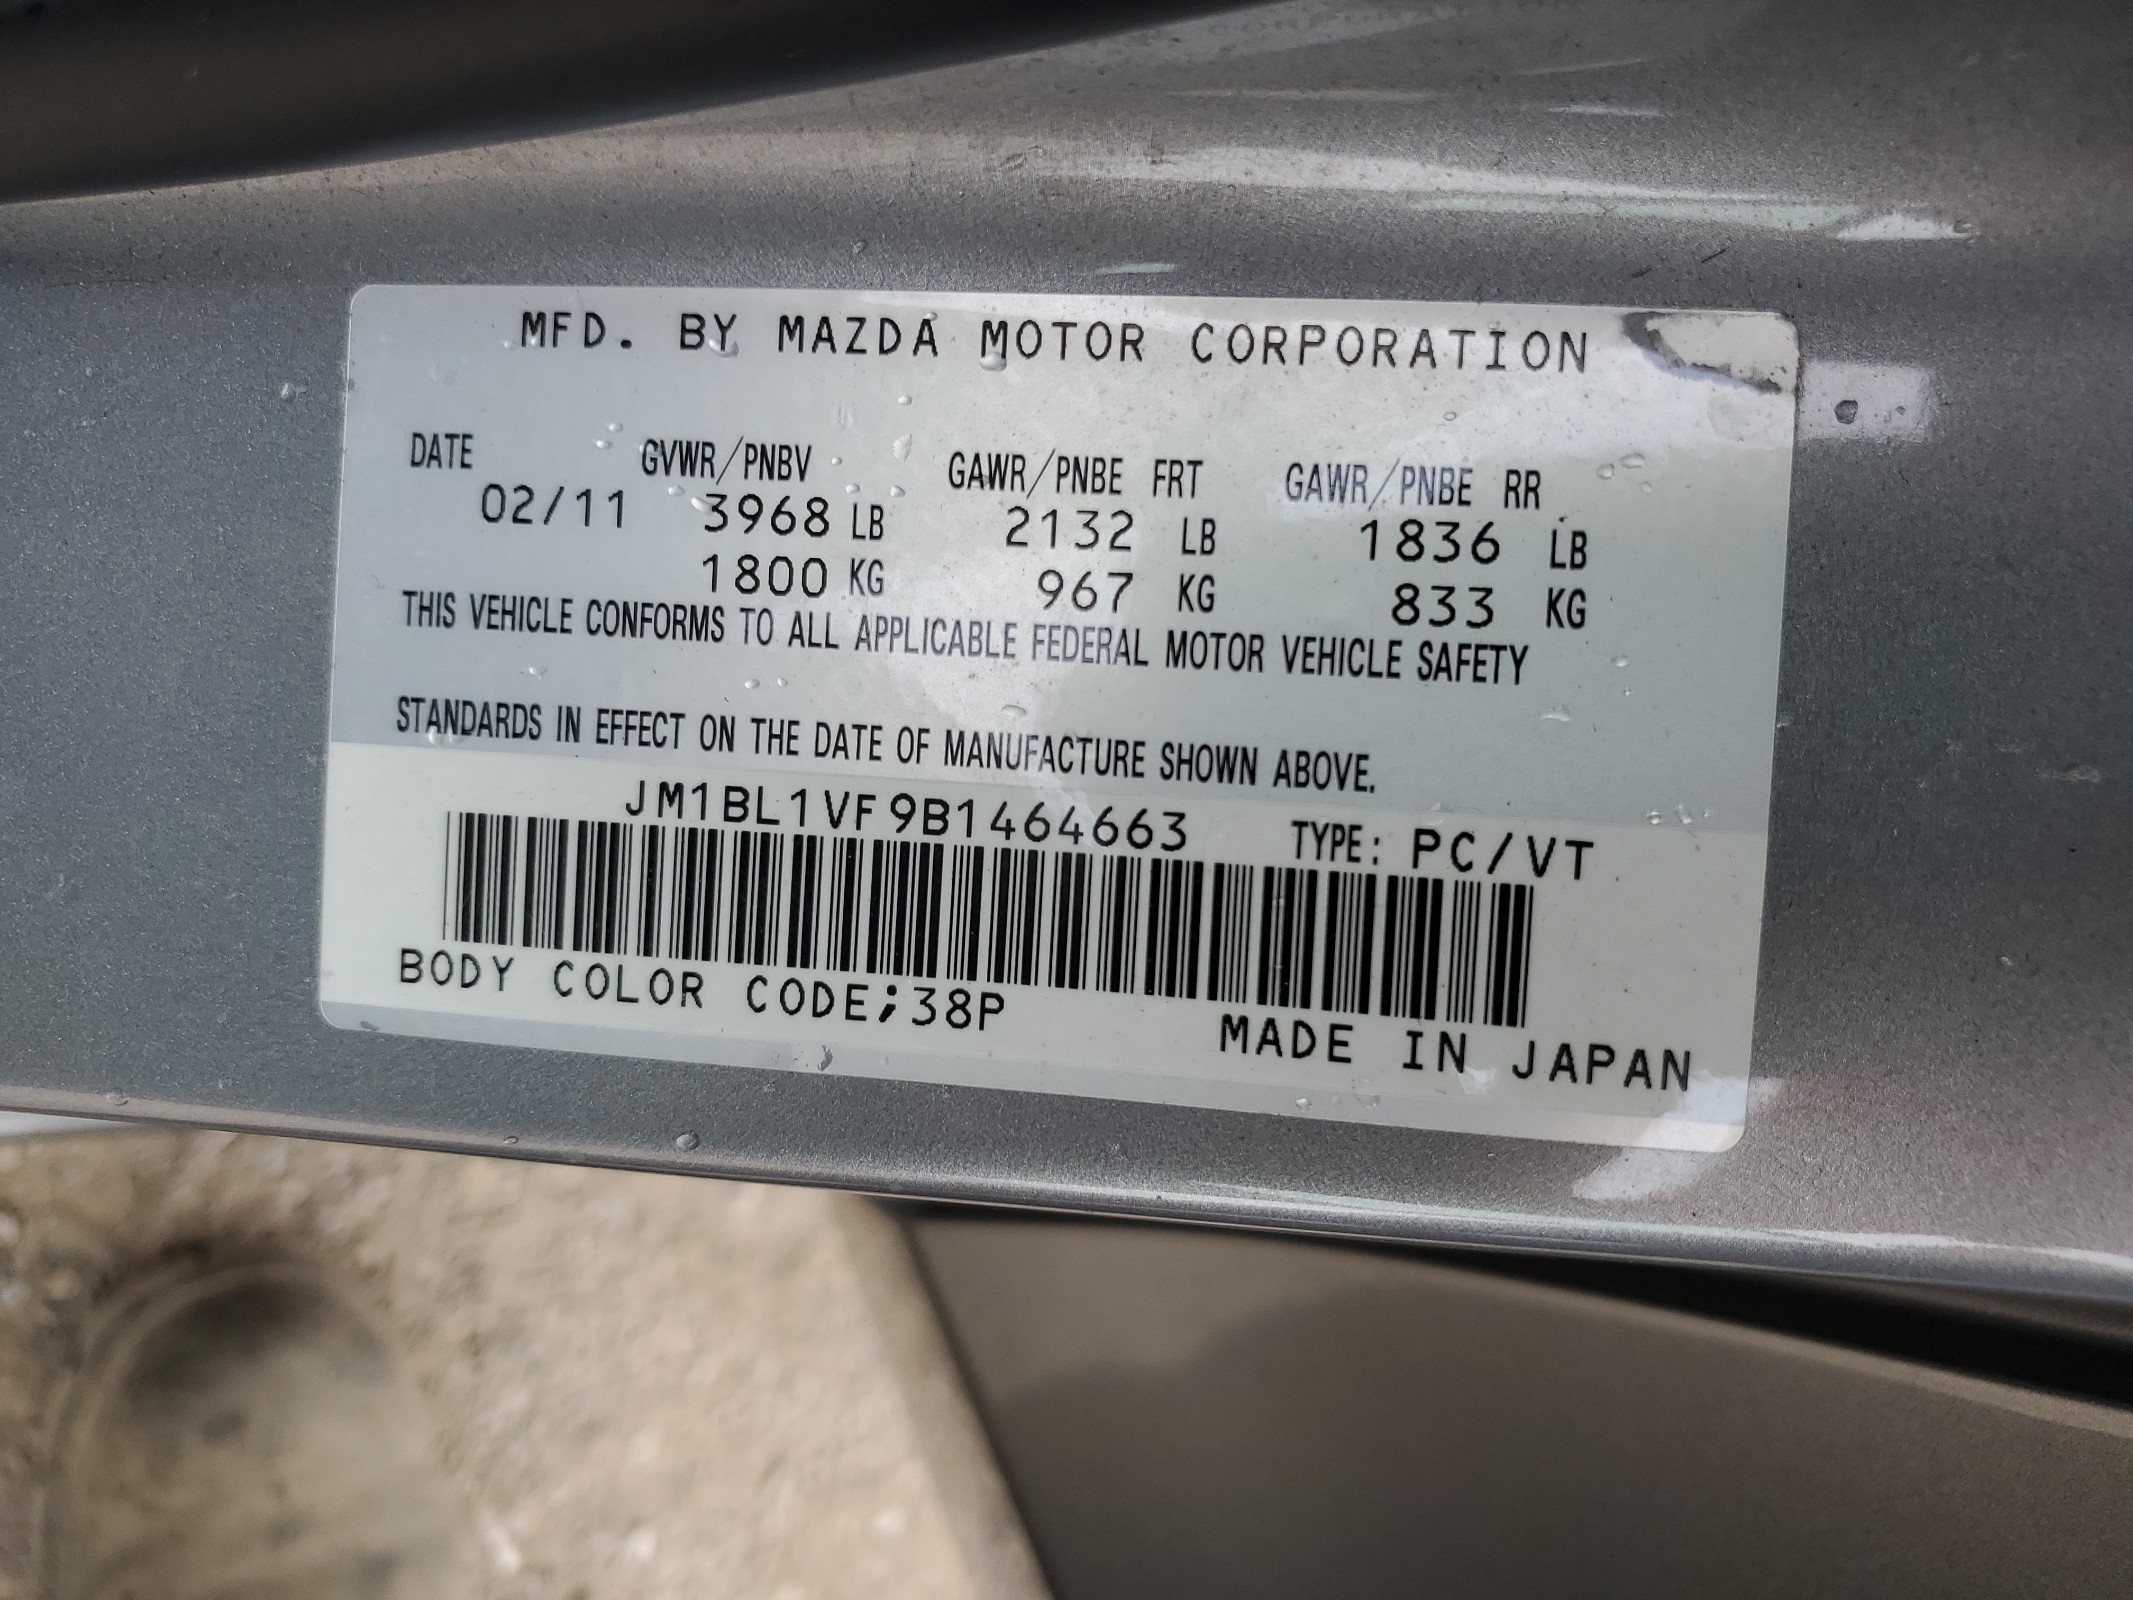 MFD. BY MAZDA MOTOR CORPORATION
DATE GVWR/PNBV GAWR/PNBE FRT GAWR/PNBE RR
02/11 3968 LB 2132 LB 1836 LB
1800 KG 967 KG 833 KG
THIS VEHICLE CONFORMS TO ALL APPLICABLE FEDERAL MOTOR VEHICLE SAFETY
STANDARDS IN EFFECT ON THE DATE OF MANUFACTURE SHOWN ABOVE.
JM1BL1VF9B1464663 TYPE: PC/VT
BODY COLOR CODE;38P
MADE IN JAPAN